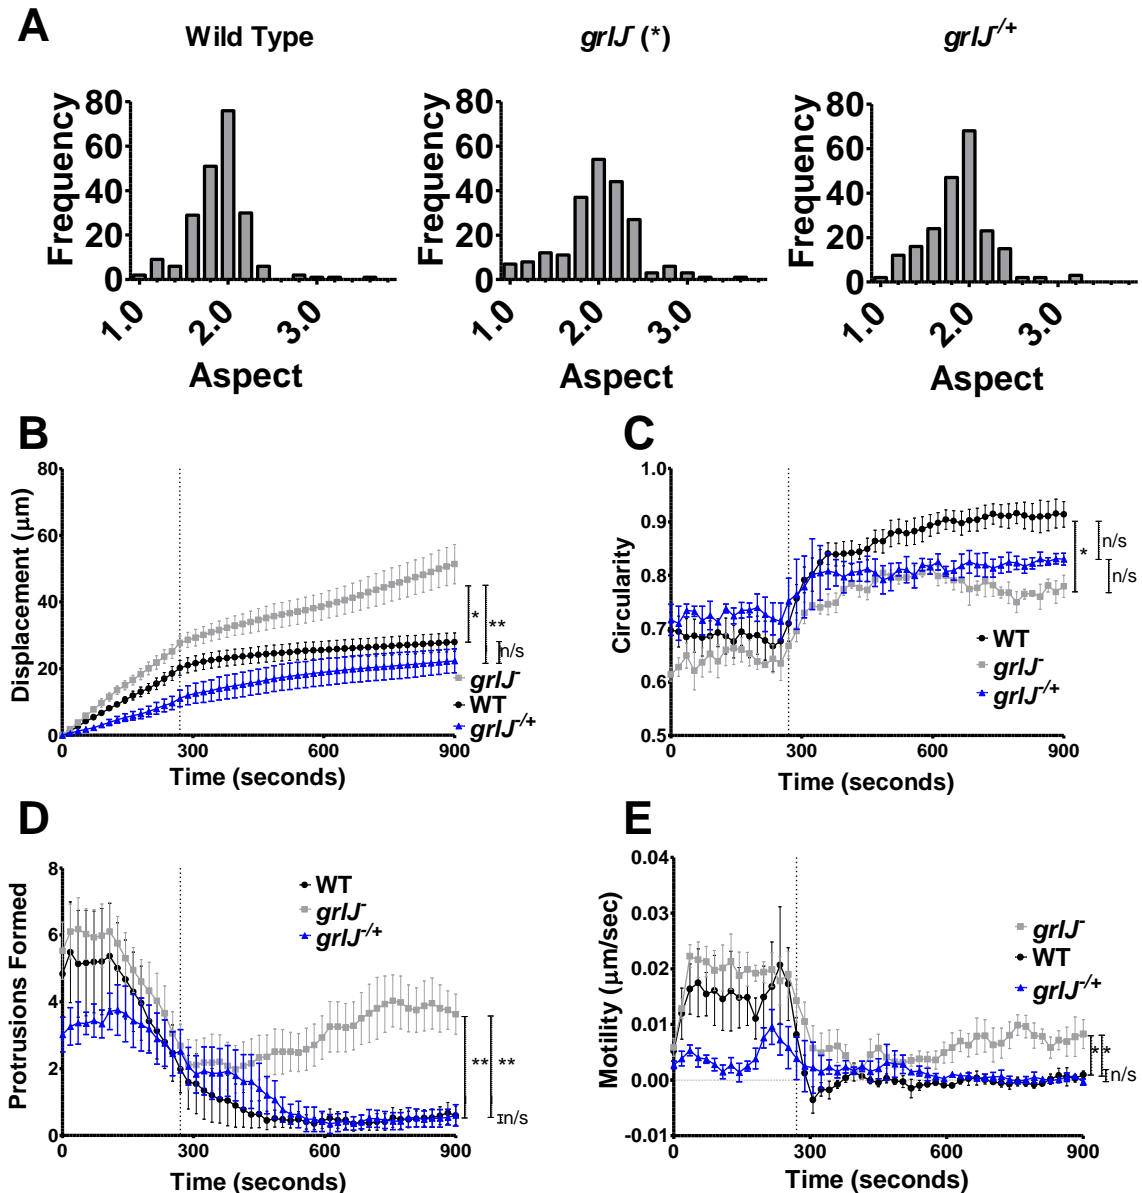 A
Wild Type
grlJ- (*)
grlJ-/+
Frequency
80
60
40
20
0
1.0
2.0
3.0
Aspect
Frequency
80
60
40
20
0
1.0
2.0
3.0
Aspect
Frequency
80
60
40
20
0
1.0
2.0
3.0
Aspect
B
Displacement (μm)
80
60
40
20
0
0
300
600
900
Time (seconds)
*
**
n/s
grlJ-
WT
grlJ-/+
C
Circularity
1.0
0.9
0.8
0.7
0.6
0.5
0
300
600
900
Time (seconds)
*
n/s
n/s
WT
grlJ-
grlJ-/+
D
Protrusions Formed
8
6
4
2
0
0
300
600
900
Time (seconds)
WT
grlJ-
grlJ-/+
**
**
n/s
E
Motility (μm/sec)
0.04
0.03
0.02
0.01
0.00
-0.01
0
300
600
900
Time (seconds)
grlJ-
WT
grlJ-/+
**
*
n/s